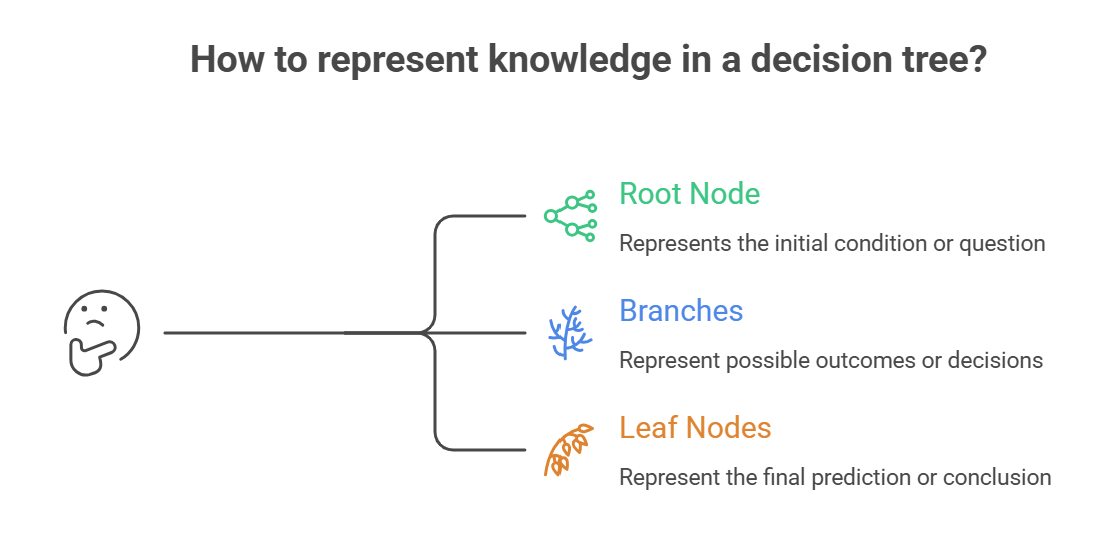 How to represent knowledge in a decision tree?
Root Node
Represents the initial condition or question
Branches
Represent possible outcomes or decisions
Leaf Nodes
Represent the final prediction or conclusion